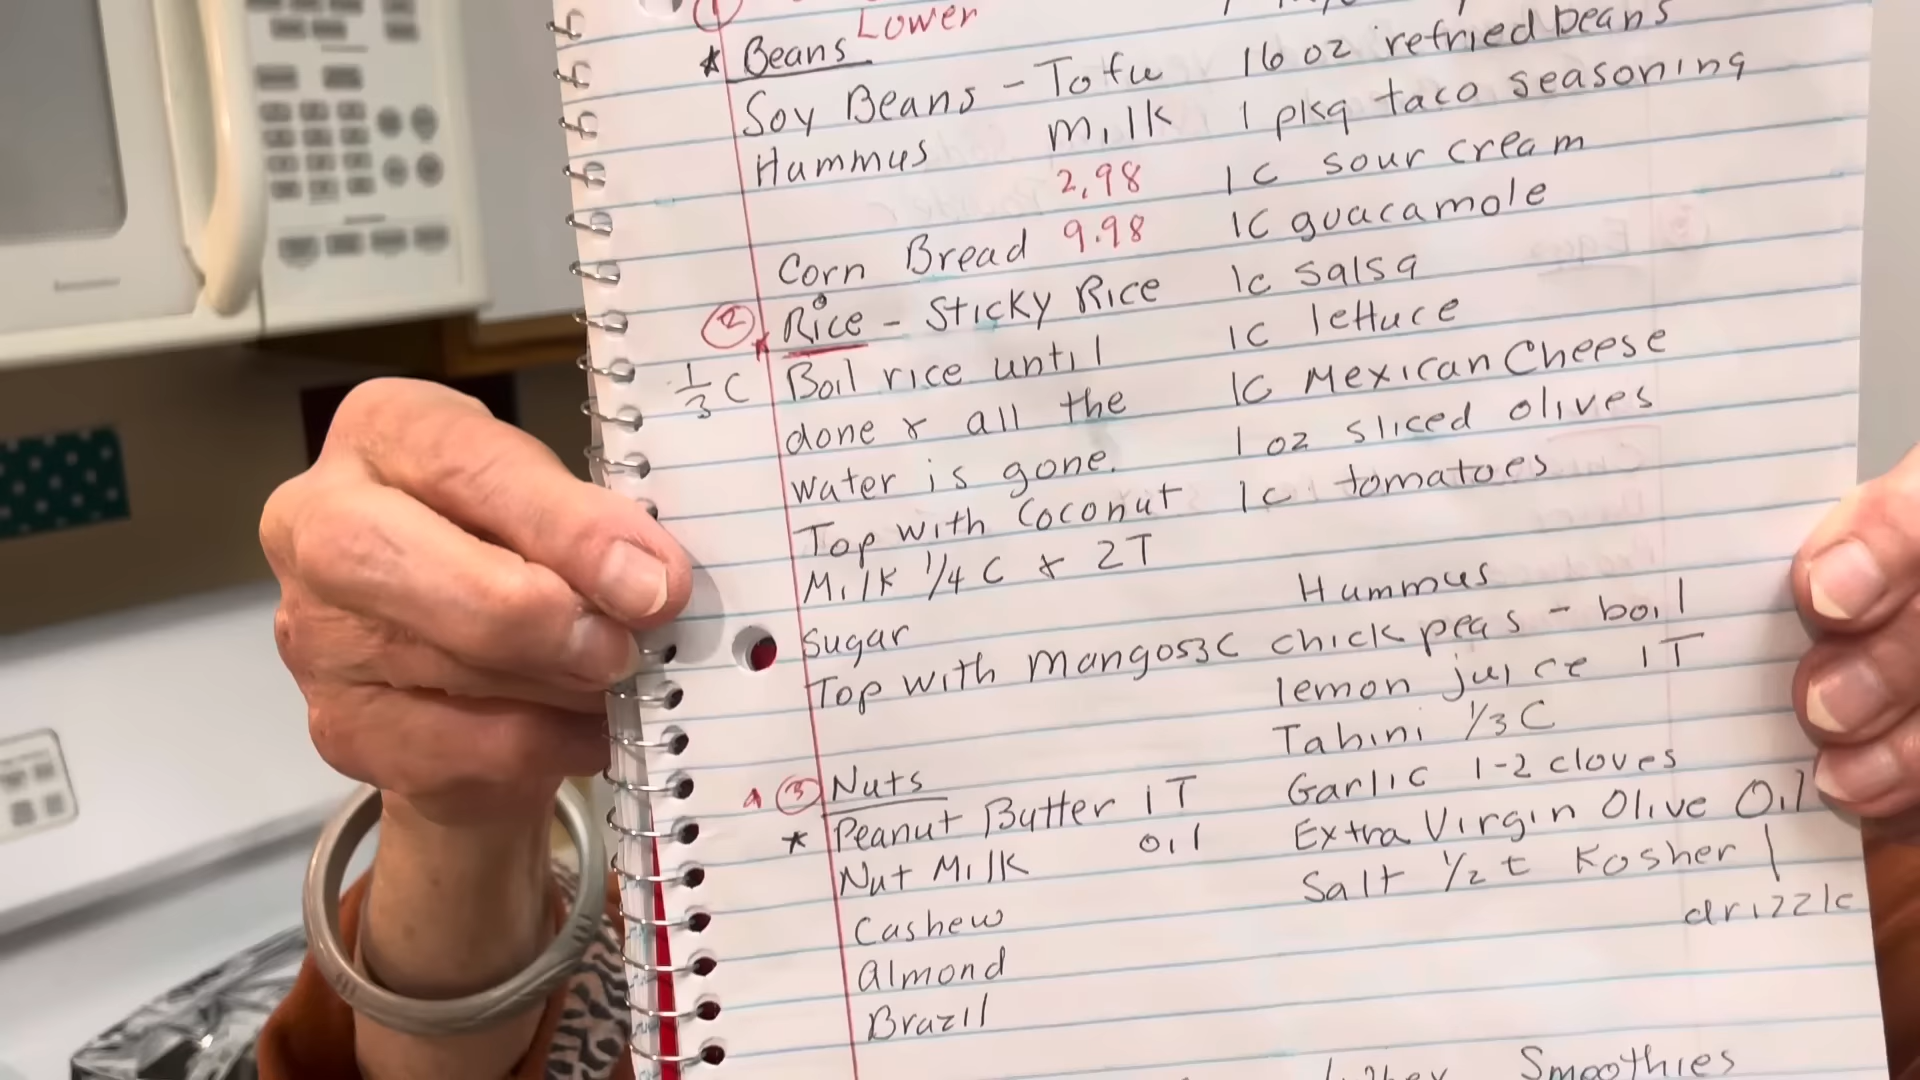 1
Lower
* Beans
Soy Beans - Tofu
Hummus milk
2.98
Corn Bread 9.98
2 * Rice - Sticky Rice
1/3 C Boil rice until
done & all the
water is gone.
Top with Coconut
Milk 1/4 C & 2T
Sugar
Top with Mangos
3 Nuts
* Peanut Butter 1T
oil
Nut Milk
Cashew
Almond
Brazil
16 oz refried beans
1 pkg taco seasoning
1C sour cream
1C guacamole
1c salsa
1C lettuce
1C Mexican Cheese
1 oz sliced olives
1c tomatoes
Hummus
3C chick peas - boil
lemon juice 1T
Tahini 1/3 C
Garlic 1-2 cloves
Extra Virgin Olive Oil
Salt 1/2 t Kosher
drizzle
Smoothies